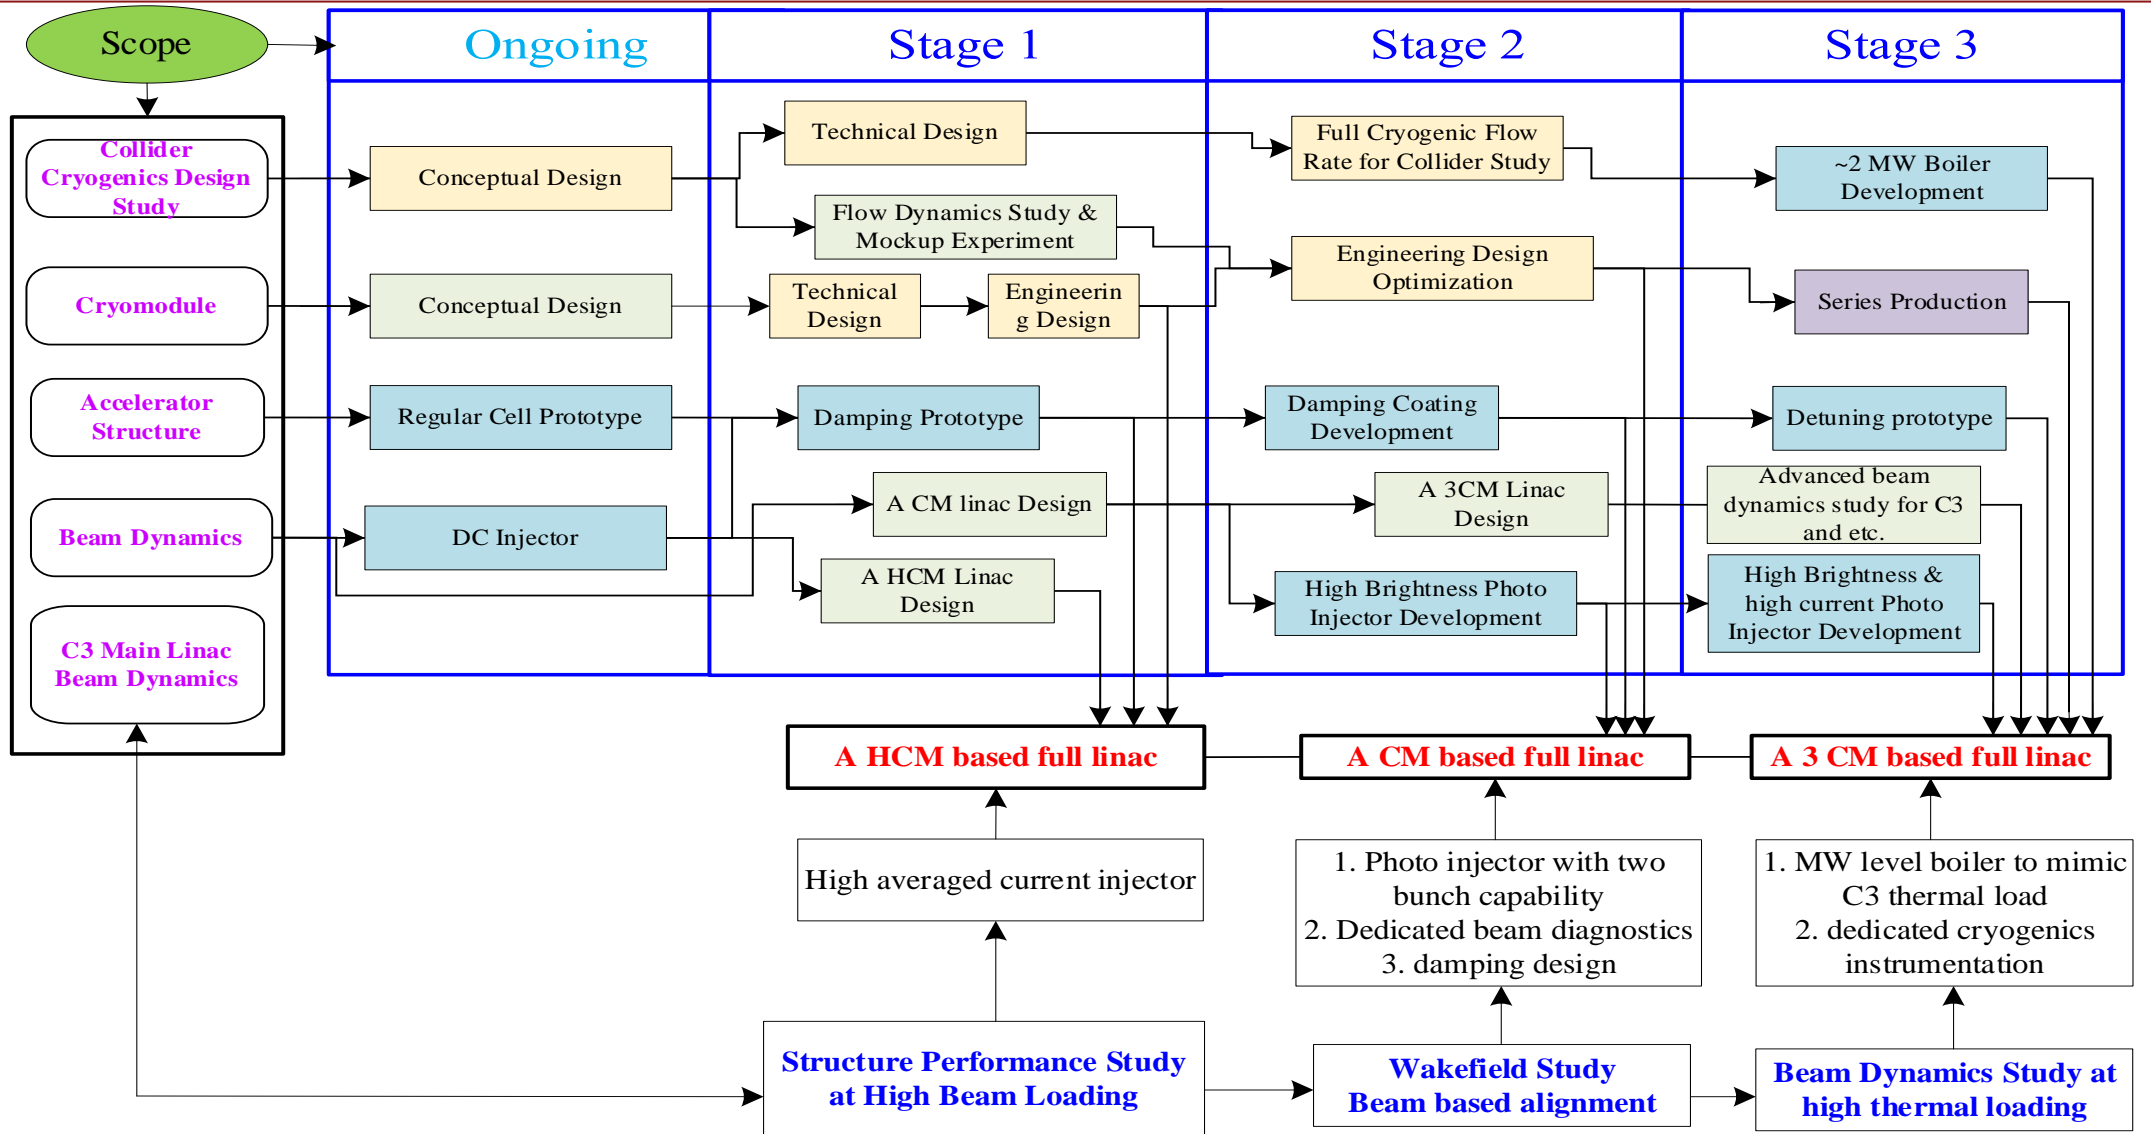 Scope
Ongoing
Stage 1
Stage 2
Stage 3
Collider
Cryogenics Design
Study
Conceptual Design
Technical Design
Full Cryogenic Flow
Rate for Collider Study
~2 MW Boiler
Development
Flow Dynamics Study &
Mockup Experiment
Engineering Design
Optimization
Cryomodule
Conceptual Design
Technical
Design
Engineerin
g Design
Series Production
Accelerator
Structure
Regular Cell Prototype
Damping Prototype
Damping Coating
Development
Detuning prototype
A CM linac Design
A 3CM Linac
Design
Advanced beam
dynamics study for C3
and etc.
Beam Dynamics
DC Injector
A HCM Linac
Design
High Brightness Photo
Injector Development
High Brightness &
high current Photo
Injector Development
C3 Main Linac
Beam Dynamics
A HCM based full linac
A CM based full linac
A 3 CM based full linac
High averaged current injector
1. Photo injector with two
bunch capability
2. Dedicated beam diagnostics
3. damping design
1. MW level boiler to mimic
C3 thermal load
2. dedicated cryogenics
instrumentation
Structure Performance Study
at High Beam Loading
Wakefield Study
Beam based alignment
Beam Dynamics Study at
high thermal loading